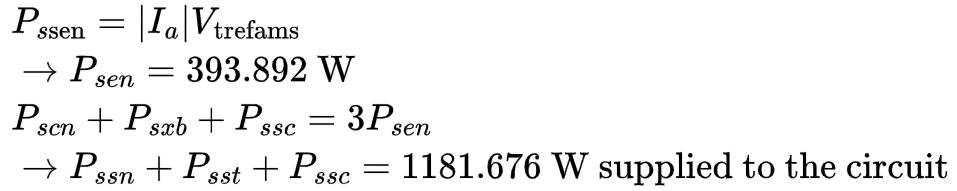 P_ssen = |I_a|V_trefams
→ P_sen = 393.892 W
P_scn + P_sxb + P_ssc = 3P_sen
→ P_ssn + P_sst + P_ssc = 1181.676 W supplied to the circuit